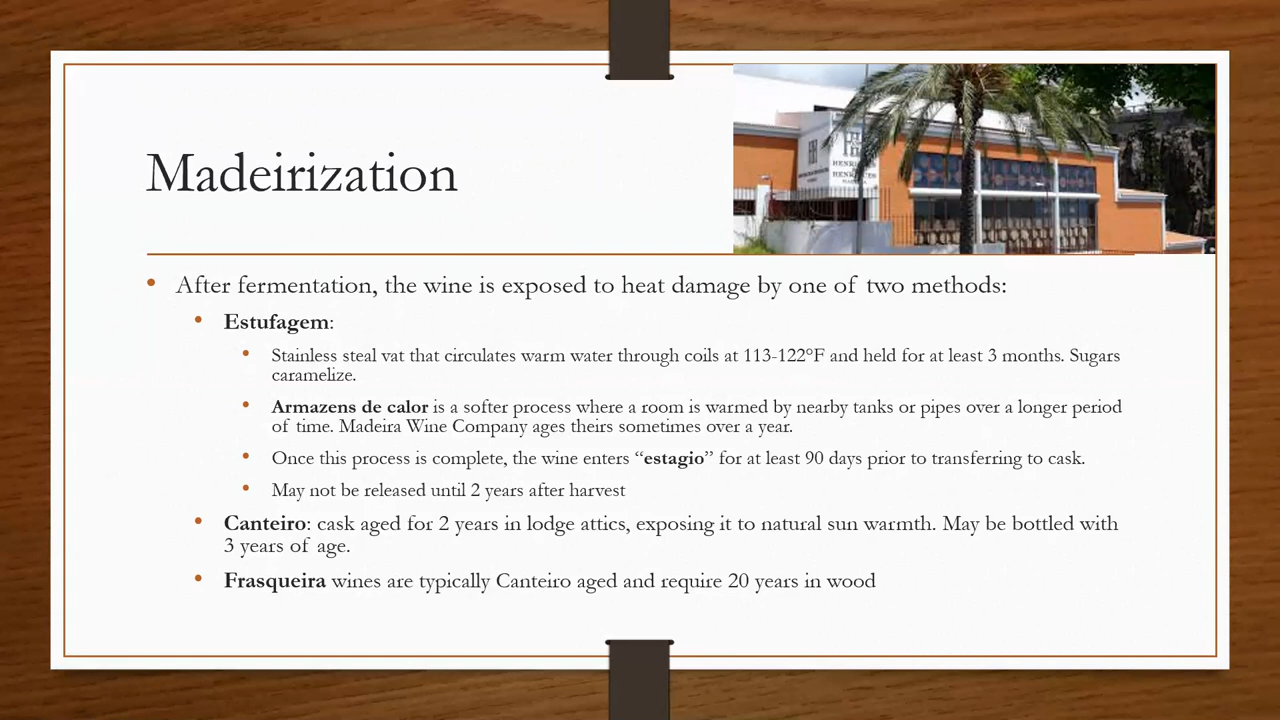 Madeirization
HENRIQUES
HENRIQUES
• After fermentation, the wine is exposed to heat damage by one of two methods:
• Estufagem:
• Stainless steal vat that circulates warm water through coils at 113-122°F and held for at least 3 months. Sugars
caramelize.
• Armazens de calor is a softer process where a room is warmed by nearby tanks or pipes over a longer period
of time. Madeira Wine Company ages theirs sometimes over a year.
• Once this process is complete, the wine enters “estagio” for at least 90 days prior to transferring to cask.
• May not be released until 2 years after harvest
• Canteiro: cask aged for 2 years in lodge attics, exposing it to natural sun warmth. May be bottled with
3 years of age.
• Frasqueira wines are typically Canteiro aged and require 20 years in wood